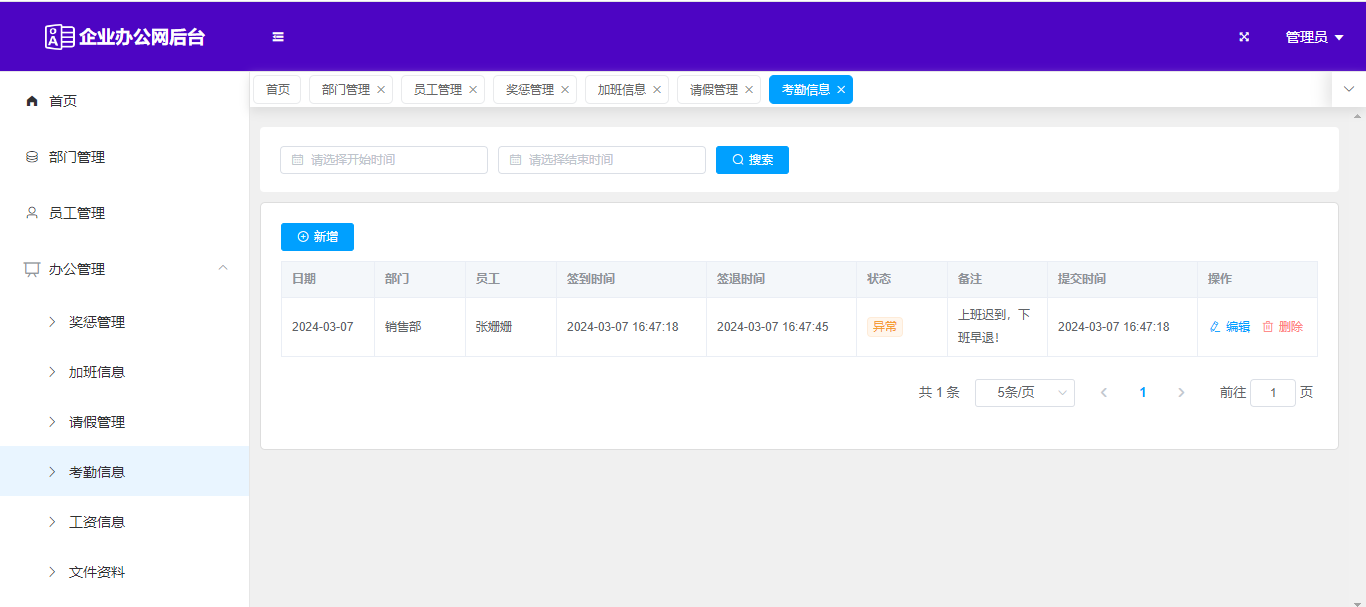 企业办公网后台
管理员
首页
部门管理
员工管理
办公管理
奖惩管理
加班信息
请假管理
考勤信息
工资信息
文件资料
首页 部门管理 员工管理 奖惩管理 加班信息 请假管理 考勤信息
请选择开始时间 请选择结束时间 搜索
新增
日期 部门 员工 签到时间 签退时间 状态 备注 提交时间 操作
2024-03-07 销售部 张姗姗 2024-03-07 16:47:18 2024-03-07 16:47:45 异常 上班迟到，下
班早退！ 2024-03-07 16:47:18 编辑 删除
共 1 条 5条/页 1 前往 1 页